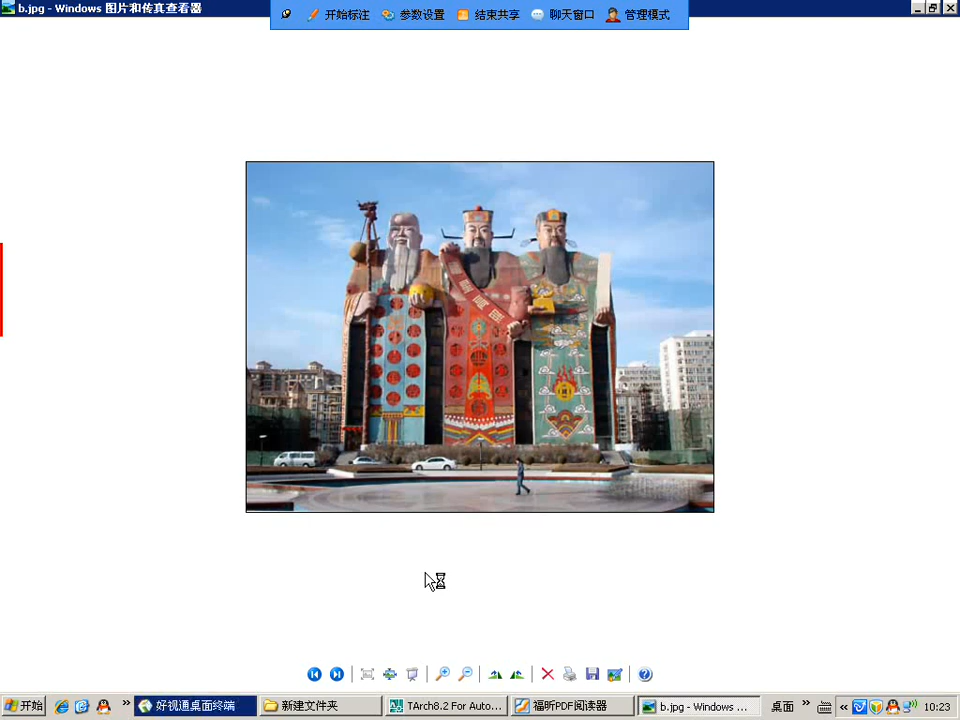 b.jpg - Windows 图片和传真查看器
开始标注 参数设置 结束共享 聊天窗口 管理模式
开始 好视通桌面终端 新建文件夹 TArch8.2 For Auto... 福昕PDF阅读器 b.jpg - Windows ... 桌面 10:23